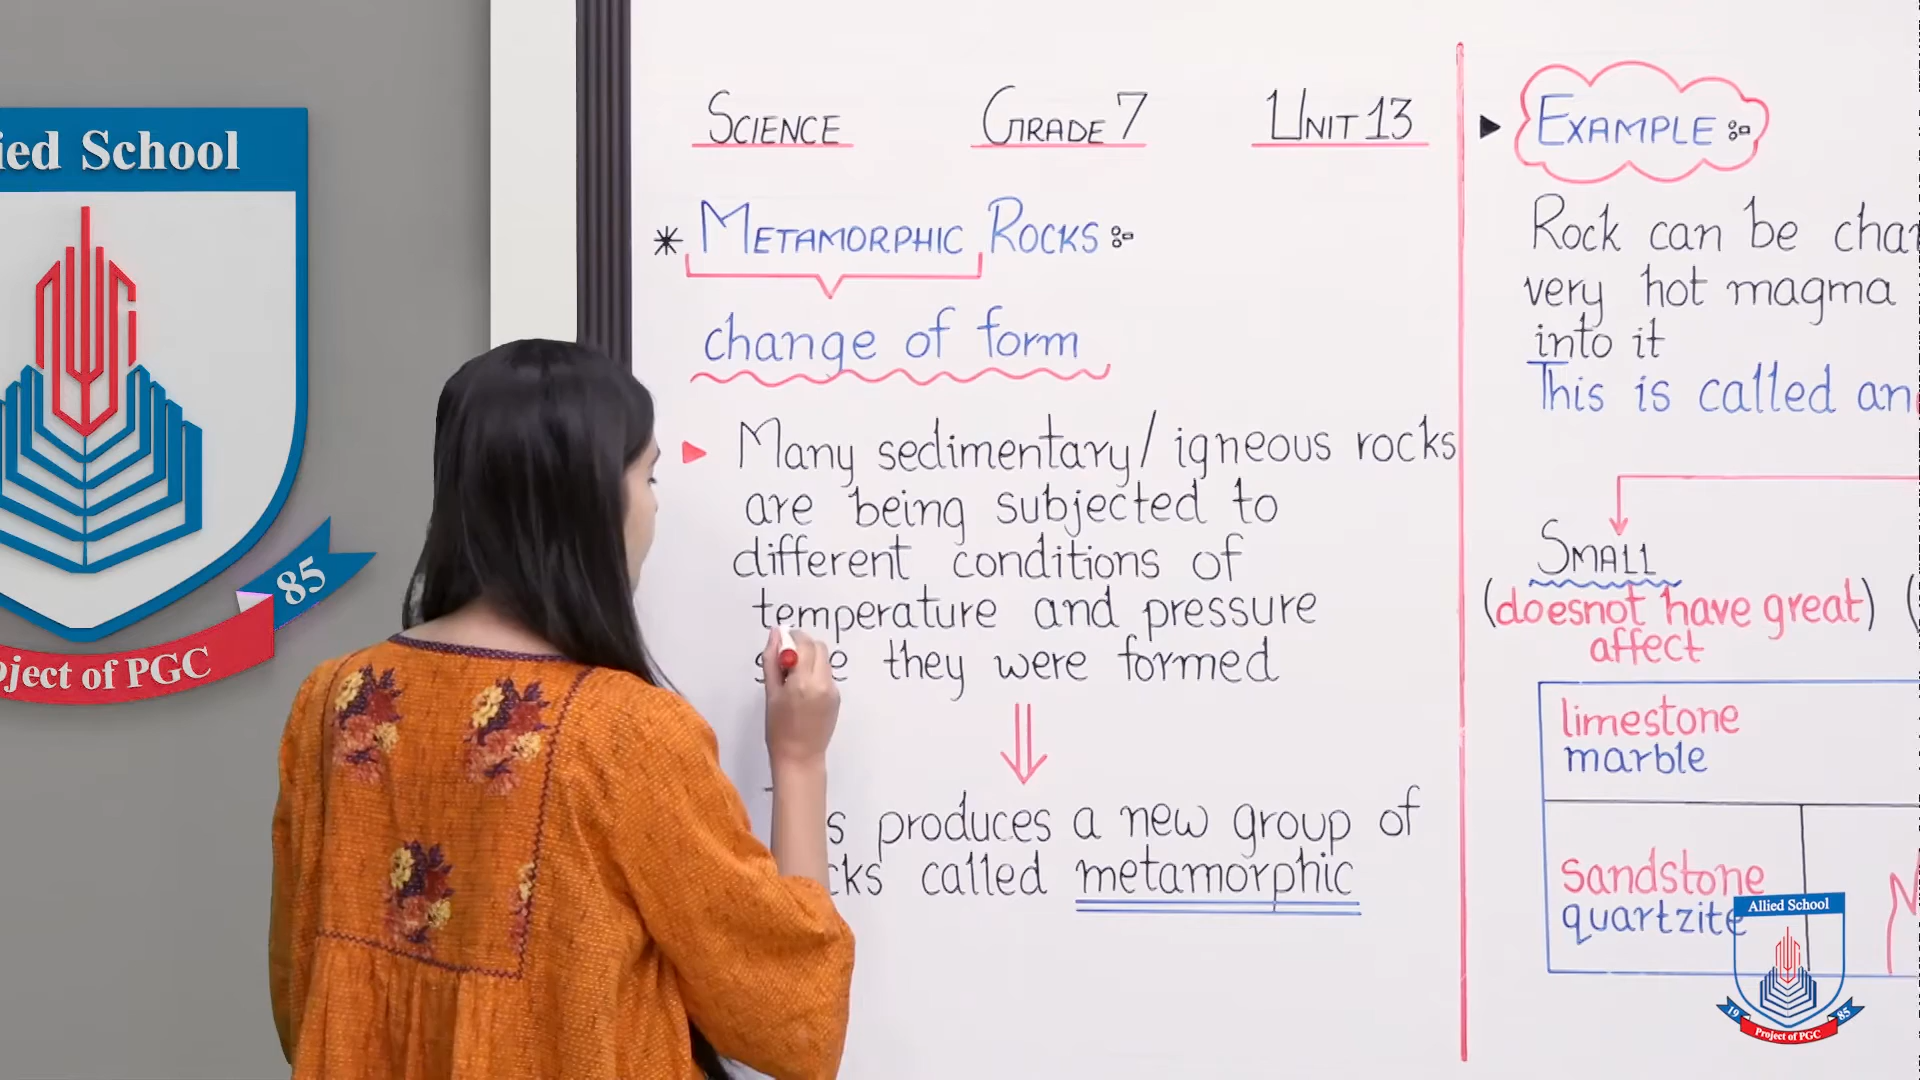 ied School
85
oject of PGC
SCIENCE GRADE 7 UNIT 13
* METAMORPHIC ROCKS :-
change of form
Many sedimentary/ igneous rocks
are being subjected to
different conditions of
temperature and pressure
they were formed
s produces a new group of
cks called metamorphic
EXAMPLE :-
Rock can be cha
very hot magma
into it
This is called an
SMALL
(doesnot have great)
affect
limestone
marble
sandstone
quartzite
Allied School
19 85
Project of PGC